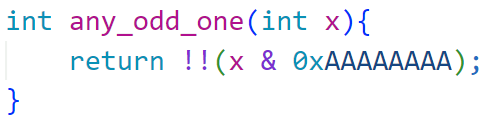 int any_odd_one(int x){
    return !!(x & 0xAAAAAAAA);
}